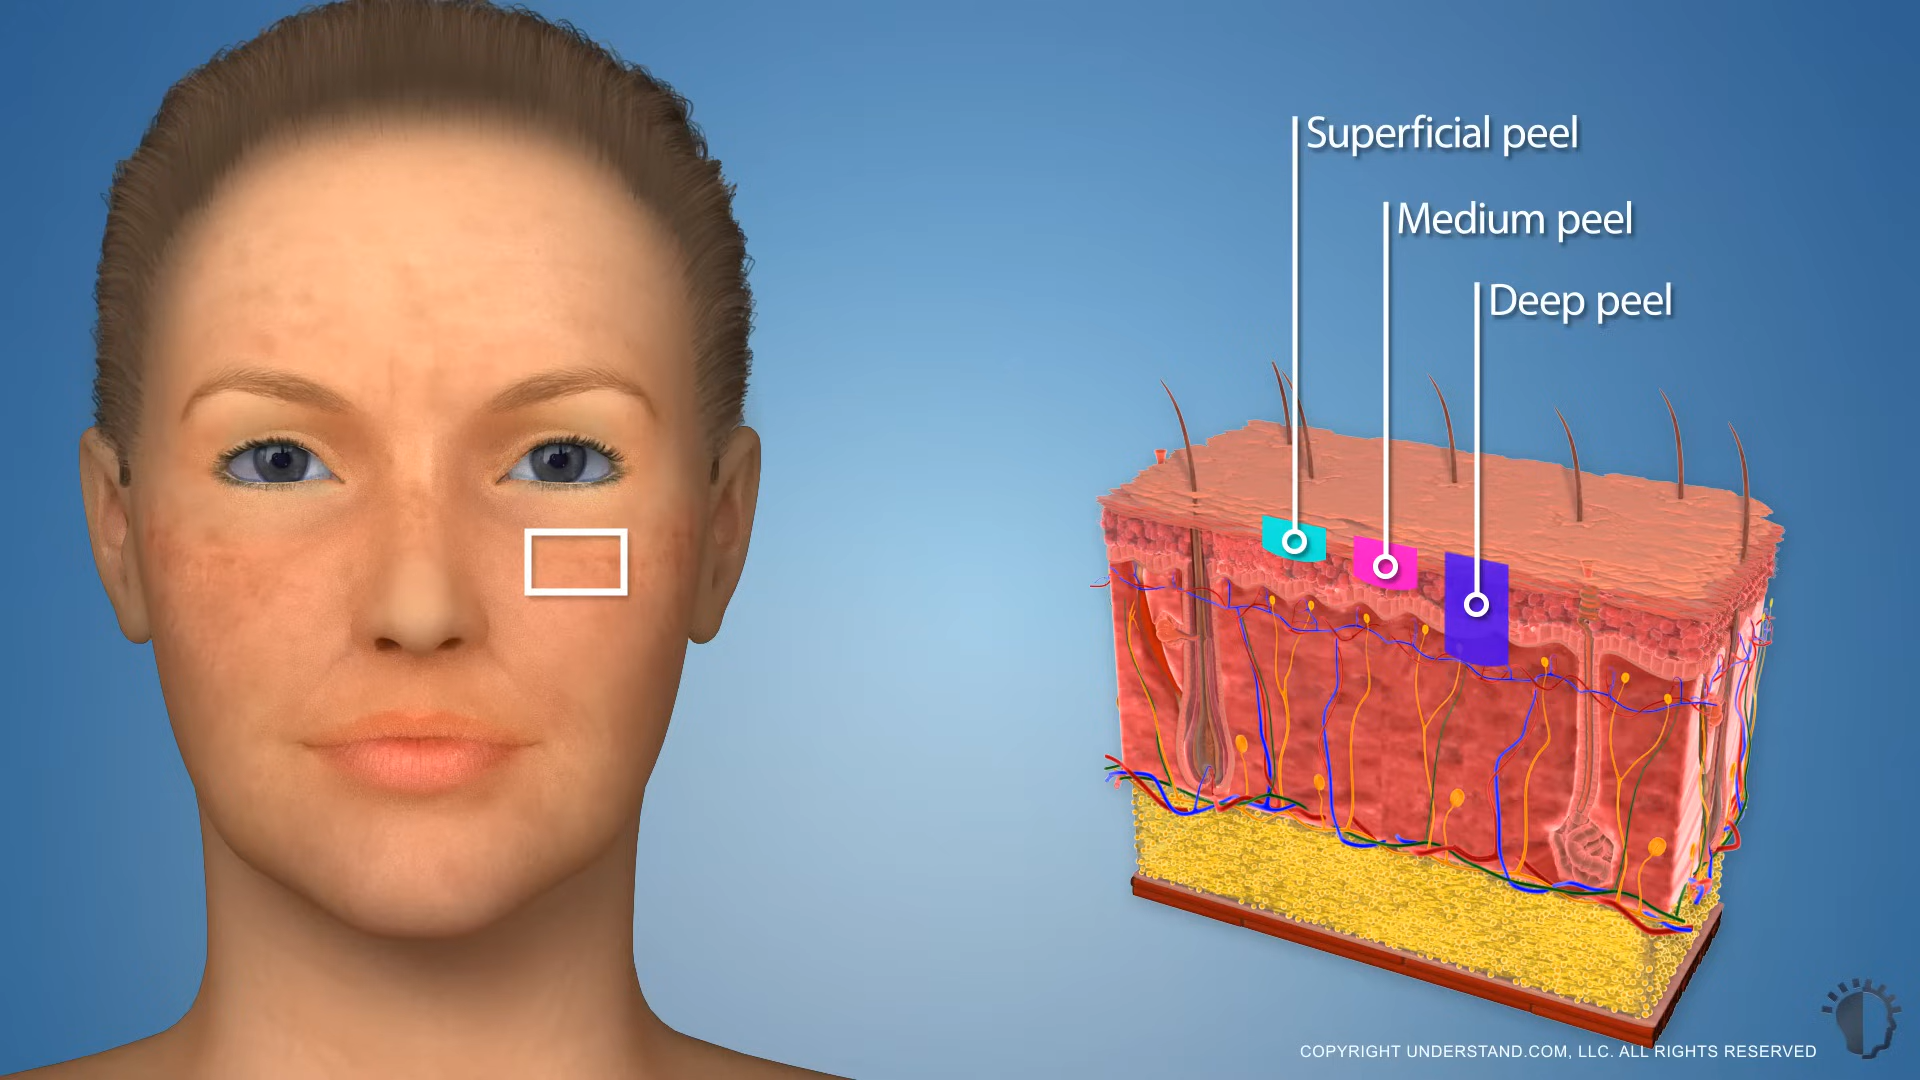 Superficial peel
Medium peel
Deep peel
COPYRIGHT UNDERSTAND.COM, LLC. ALL RIGHTS RESERVED